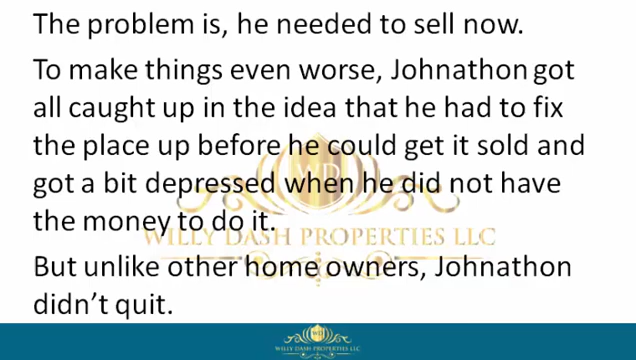 The problem is, he needed to sell now.
To make things even worse, Johnathon got
all caught up in the idea that he had to fix
the place up before he could get it sold and
got a bit depressed when he did not have
the money to do it.
WILLY DASH PROPERTIES LLC
But unlike other home owners, Johnathon
didn't quit.
WILLY DASH PROPERTIES LLC